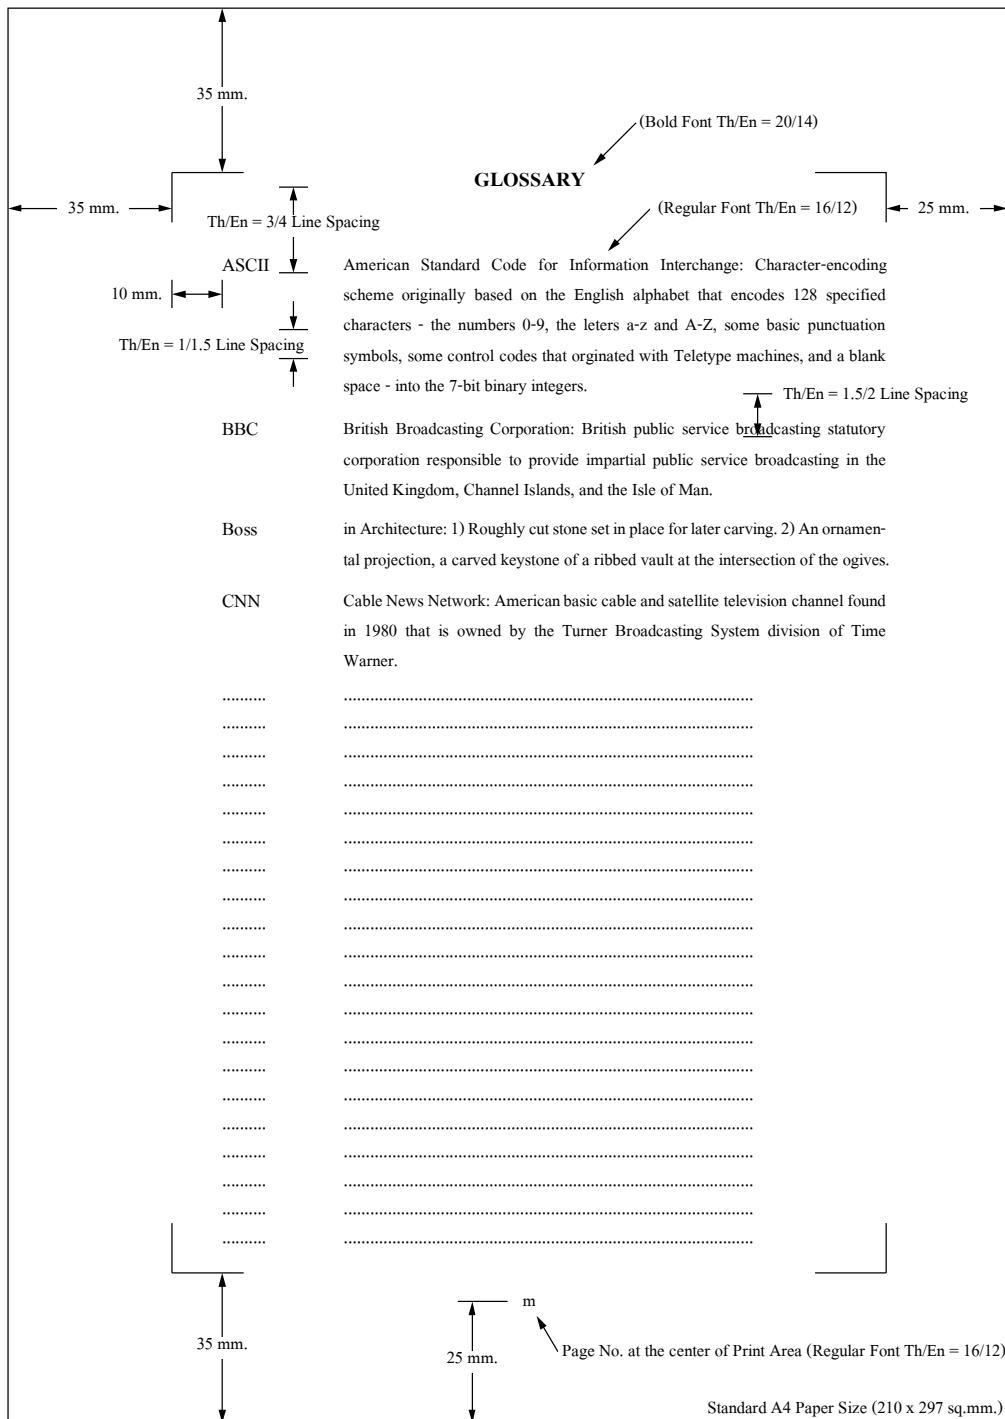 35 mm.
(Bold Font Th/En = 20/14)
GLOSSARY
35 mm.
(Regular Font Th/En = 16/12)
25 mm.
Th/En = 3/4 Line Spacing
ASCII American Standard Code for Information Interchange: Character-encoding
10 mm. scheme originally based on the English alphabet that encodes 128 specified
characters - the numbers 0-9, the leters a-z and A-Z, some basic punctuation
Th/En = 1/1.5 Line Spacing symbols, some control codes that orginated with Teletype machines, and a blank
space - into the 7-bit binary integers.
Th/En = 1.5/2 Line Spacing
BBC British Broadcasting Corporation: British public service broadcasting statutory
corporation responsible to provide impartial public service broadcasting in the
United Kingdom, Channel Islands, and the Isle of Man.
Boss in Architecture: 1) Roughly cut stone set in place for later carving. 2) An ornamen-
tal projection, a carved keystone of a ribbed vault at the intersection of the ogives.
CNN Cable News Network: American basic cable and satellite television channel found
in 1980 that is owned by the Turner Broadcasting System division of Time
Warner.
m
35 mm.
25 mm.
Page No. at the center of Print Area (Regular Font Th/En = 16/12)
Standard A4 Paper Size (210 x 297 sq.mm.)